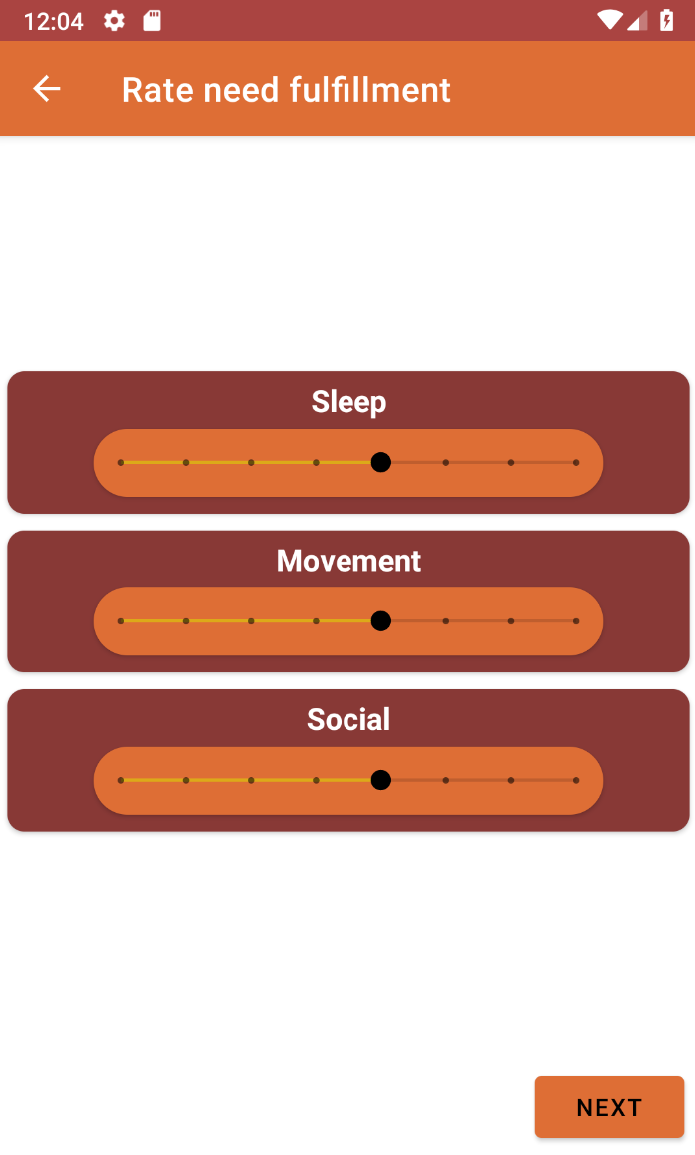 12:04
Rate need fulfillment
Sleep
Movement
Social
NEXT